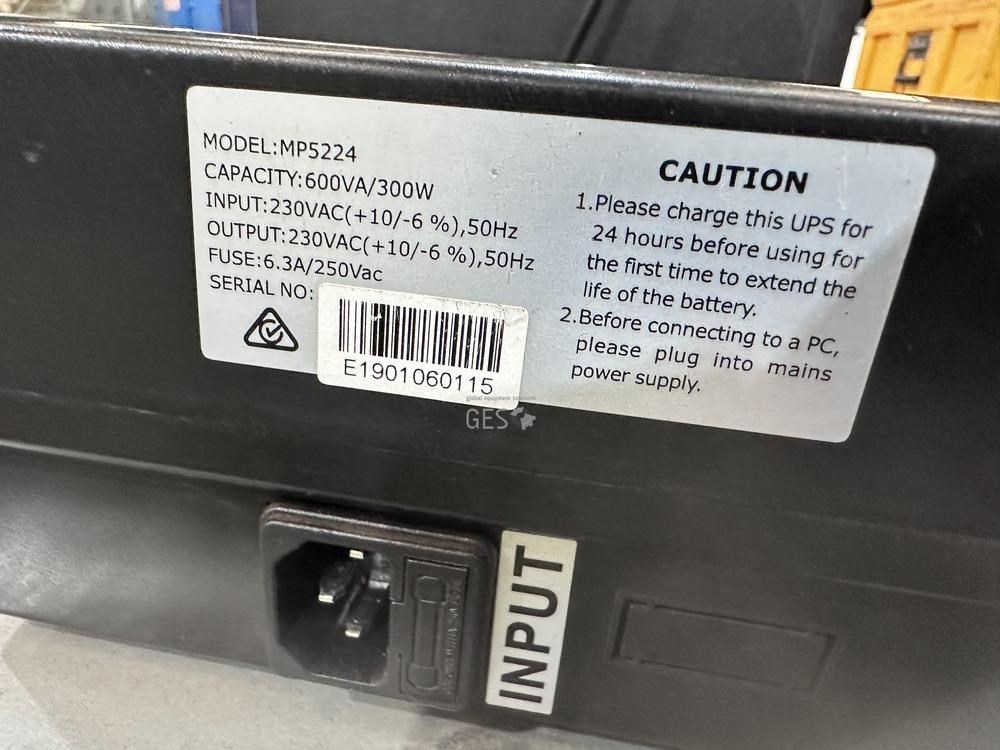 MODEL:MP5224
CAPACITY:600VA/300W
INPUT:230VAC(+10/-6 %),50Hz
OUTPUT:230VAC(+10/-6 %),50Hz
FUSE:6.3A/250Vac
SERIAL NO:
E1901060115
CAUTION
1.Please charge this UPS for
24 hours before using for
the first time to extend the
life of the battery.
2.Before connecting to a PC,
please plug into mains
power supply.
global equipment solutions
GES
INPUT